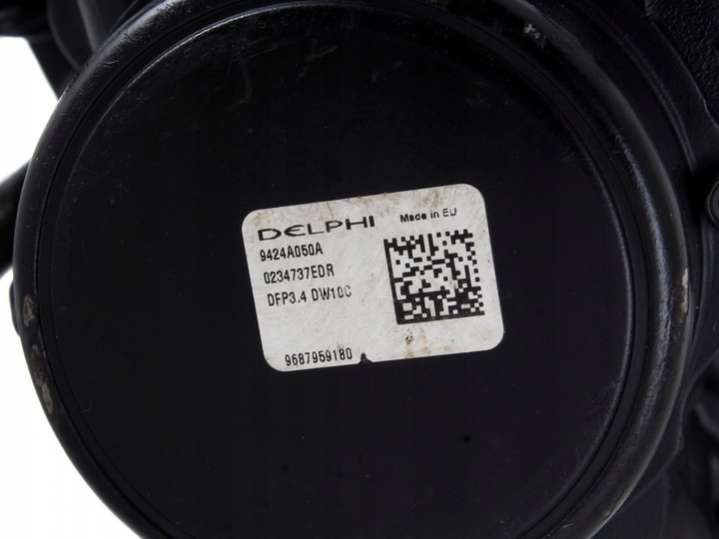 DELPHI Made in EU
9424A050A
0234737EDR
DFP3.4 DW10C
9687959180